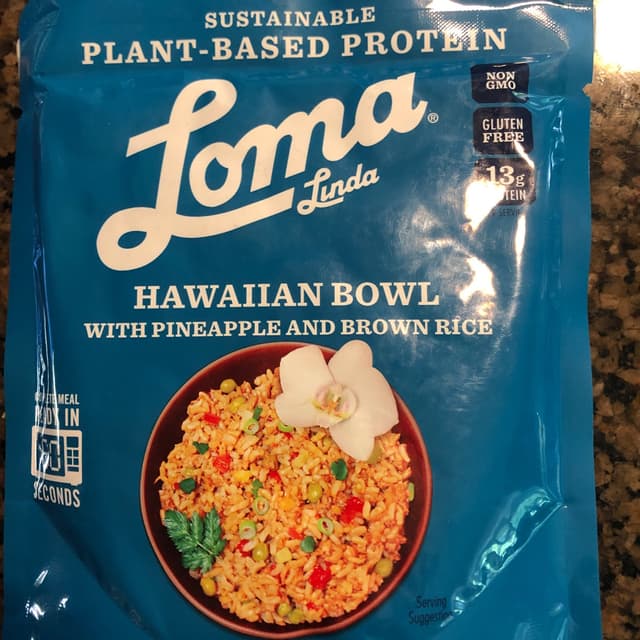 SUSTAINABLE
PLANT-BASED PROTEIN
Loma®
Linda
NON
GMO
GLUTEN
FREE
13g
HAWAIIAN BOWL
WITH PINEAPPLE AND BROWN RICE
MEAL
IN
SECONDS
Serving
Suggestion